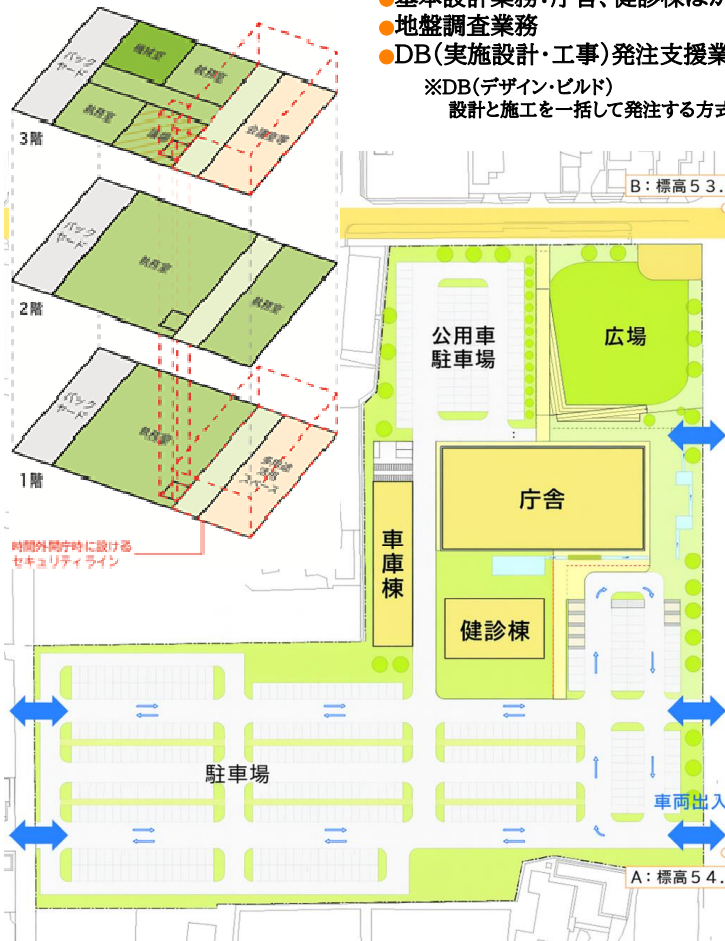 ●基本設計業務・庁舎、健診棟ほか
●地盤調査業務
●DB(実施設計・工事)発注支援業
※DB(デザイン・ビルド)
設計と施工を一括して発注する方式
機械室
執務室
バック
ヤード
執務室
会議室等
3階
バック
ヤード
執務室
執務室
2階
バック
ヤード
執務室
多用途
スペース
1階
時間外開庁時に設ける
セキュリティライン
B：標高53.
公用車
駐車場
広場
庁舎
車庫棟
健診棟
駐車場
車両出入
A：標高54.